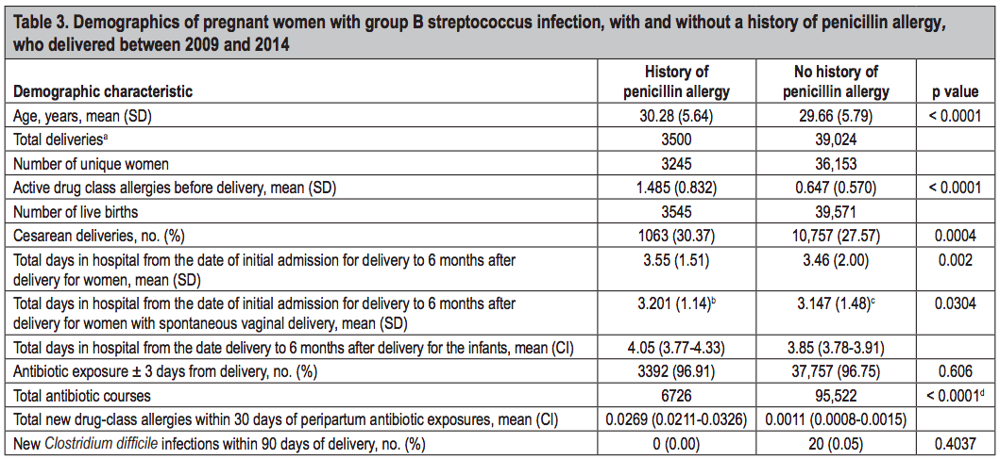 Table 3. Demographics of pregnant women with group B streptococcus infection, with and without a history of penicillin allergy,
who delivered between 2009 and 2014
Demographic characteristic | History of penicillin allergy | No history of penicillin allergy | p value
Age, years, mean (SD) 30.28 (5.64) 29.66 (5.79) < 0.0001
Total deliveriesᵃ 3500 39,024
Number of unique women 3245 36,153
Active drug class allergies before delivery, mean (SD) 1.485 (0.832) 0.647 (0.570) < 0.0001
Number of live births 3545 39,571
Cesarean deliveries, no. (%) 1063 (30.37) 10,757 (27.57) 0.0004
Total days in hospital from the date of initial admission for delivery to 6 months after
delivery for women, mean (SD) 3.55 (1.51) 3.46 (2.00) 0.002
Total days in hospital from the date of initial admission for delivery to 6 months after
delivery for women with spontaneous vaginal delivery, mean (SD) 3.201 (1.14)ᵇ 3.147 (1.48)ᶜ 0.0304
Total days in hospital from the date delivery to 6 months after delivery for the infants, mean (CI) 4.05 (3.77-4.33) 3.85 (3.78-3.91)
Antibiotic exposure ± 3 days from delivery, no. (%) 3392 (96.91) 37,757 (96.75) 0.606
Total antibiotic courses 6726 95,522 < 0.0001ᵈ
Total new drug-class allergies within 30 days of peripartum antibiotic exposures, mean (CI) 0.0269 (0.0211-0.0326) 0.0011 (0.0008-0.0015)
New Clostridium difficile infections within 90 days of delivery, no. (%) 0 (0.00) 20 (0.05) 0.4037